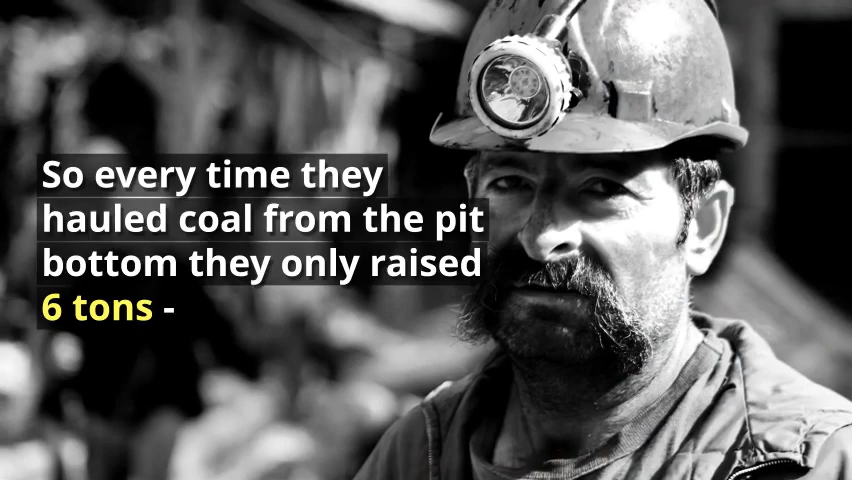 So every time they
hauled coal from the pit
bottom they only raised
6 tons -